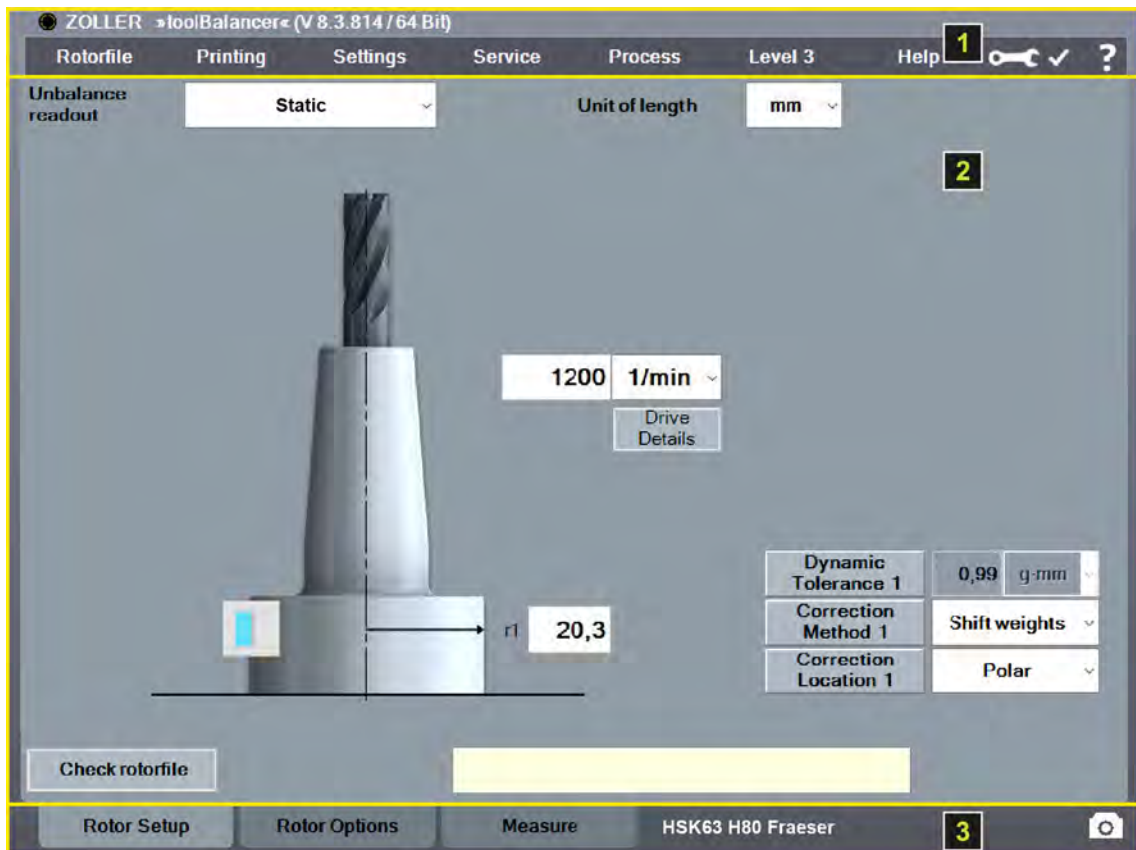 ZOLLER »toolBalancer« (V 8.3.814 / 64 Bit)
Rotorfile Printing Settings Service Process Level 3 Help 1 ?
Unbalance
readout
Static
Unit of length
mm
2
1200 1/min
Drive
Details
Dynamic
Tolerance 1
0,99 g-mm
r1 20,3
Correction
Method 1
Shift weights
Correction
Location 1
Polar
Check rotorfile
Rotor Setup Rotor Options Measure HSK63 H80 Fraeser 3